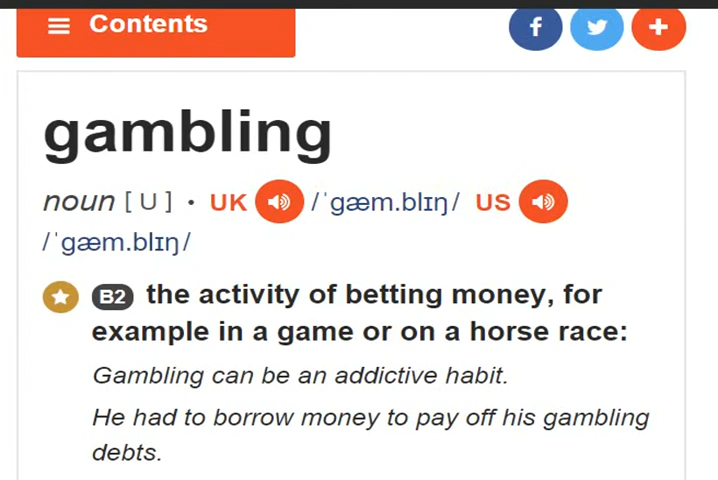 Contents
f
gambling
noun [ U ] • UK /ˈɡæm.blɪŋ/ US
/ˈɡæm.blɪŋ/
B2 the activity of betting money, for
example in a game or on a horse race:
Gambling can be an addictive habit.
He had to borrow money to pay off his gambling
debts.